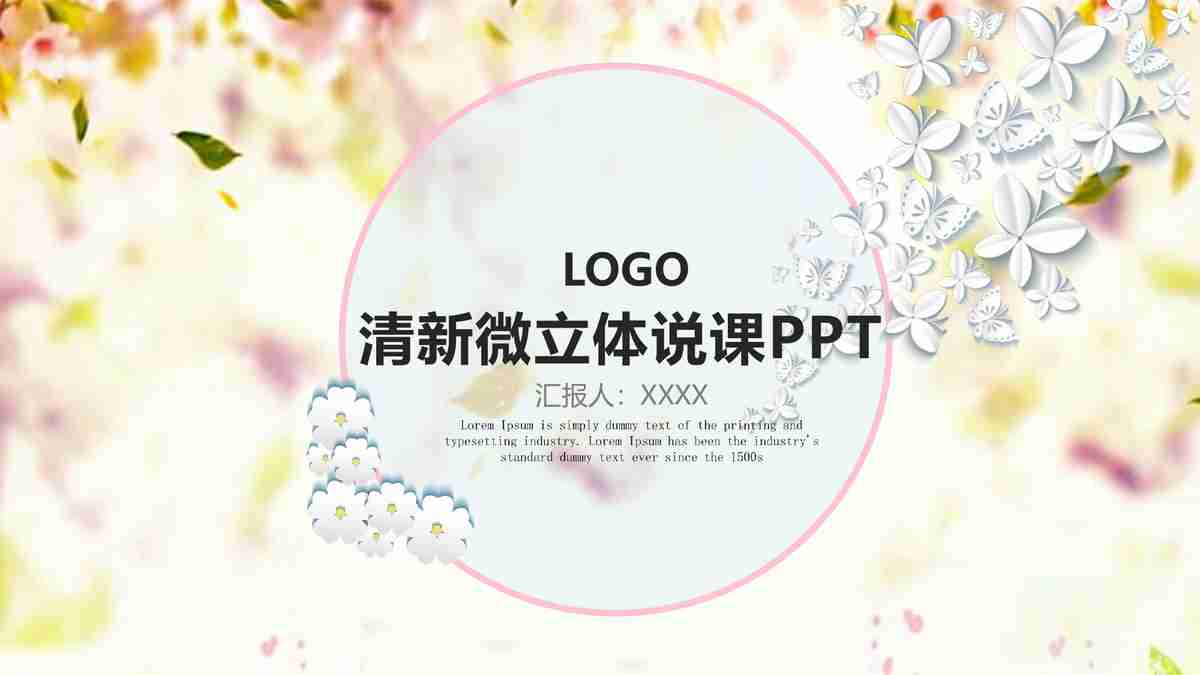 LOGO
清新微立体说课PPT
汇报人：XXXX
Lorem Ipsum is simply dummy text of the printing and
typesetting industry. Lorem Ipsum has been the industry's
standard dummy text ever since the 1500s